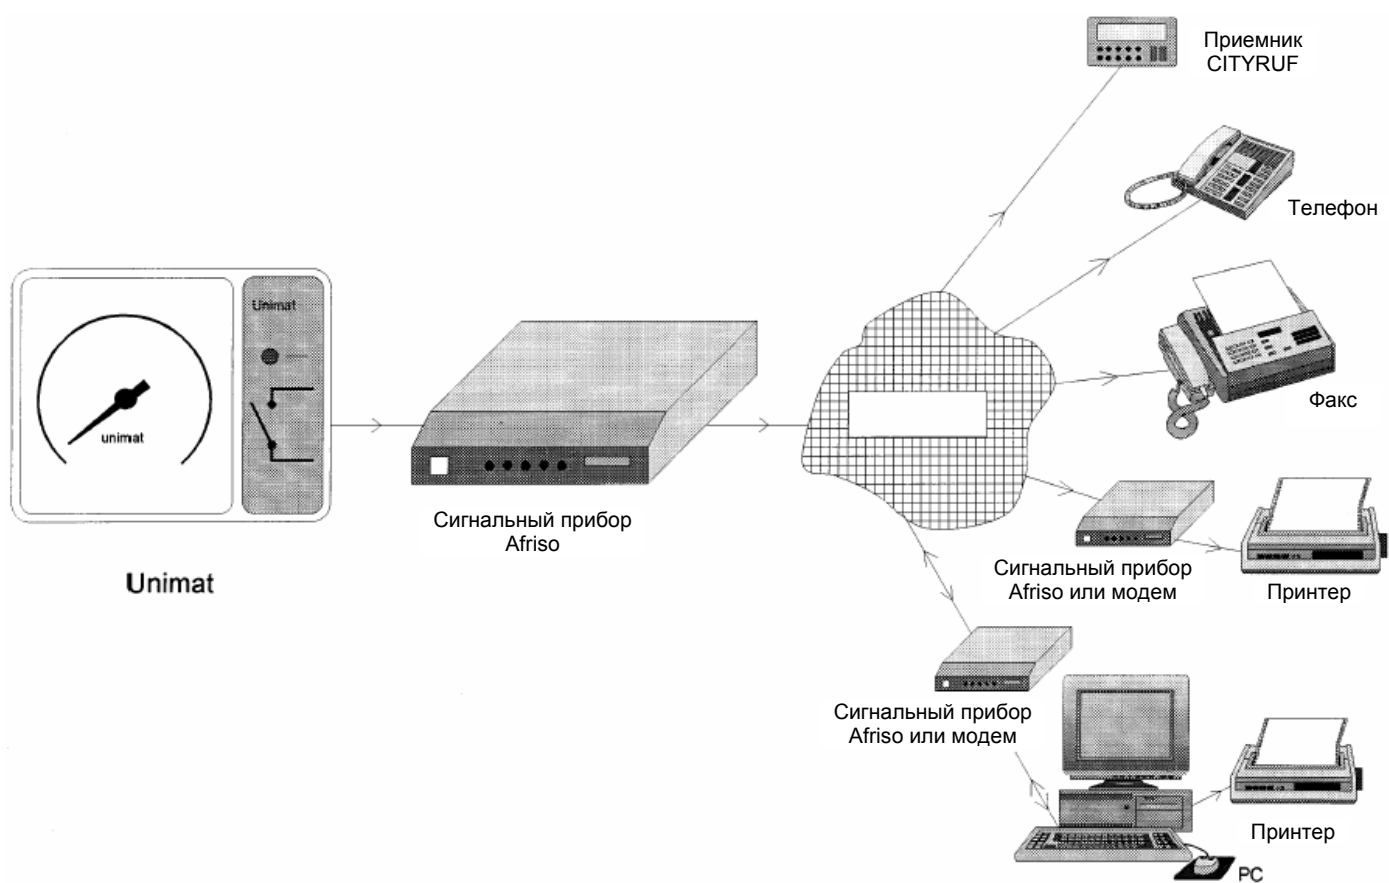 Приемник
CITYRUF
Телефон
Unimat
unimat
Факс
Сигнальный прибор
Afriso
Unimat
Сигнальный прибор
Afriso или модем
Принтер
Сигнальный прибор
Afriso или модем
Принтер
PC